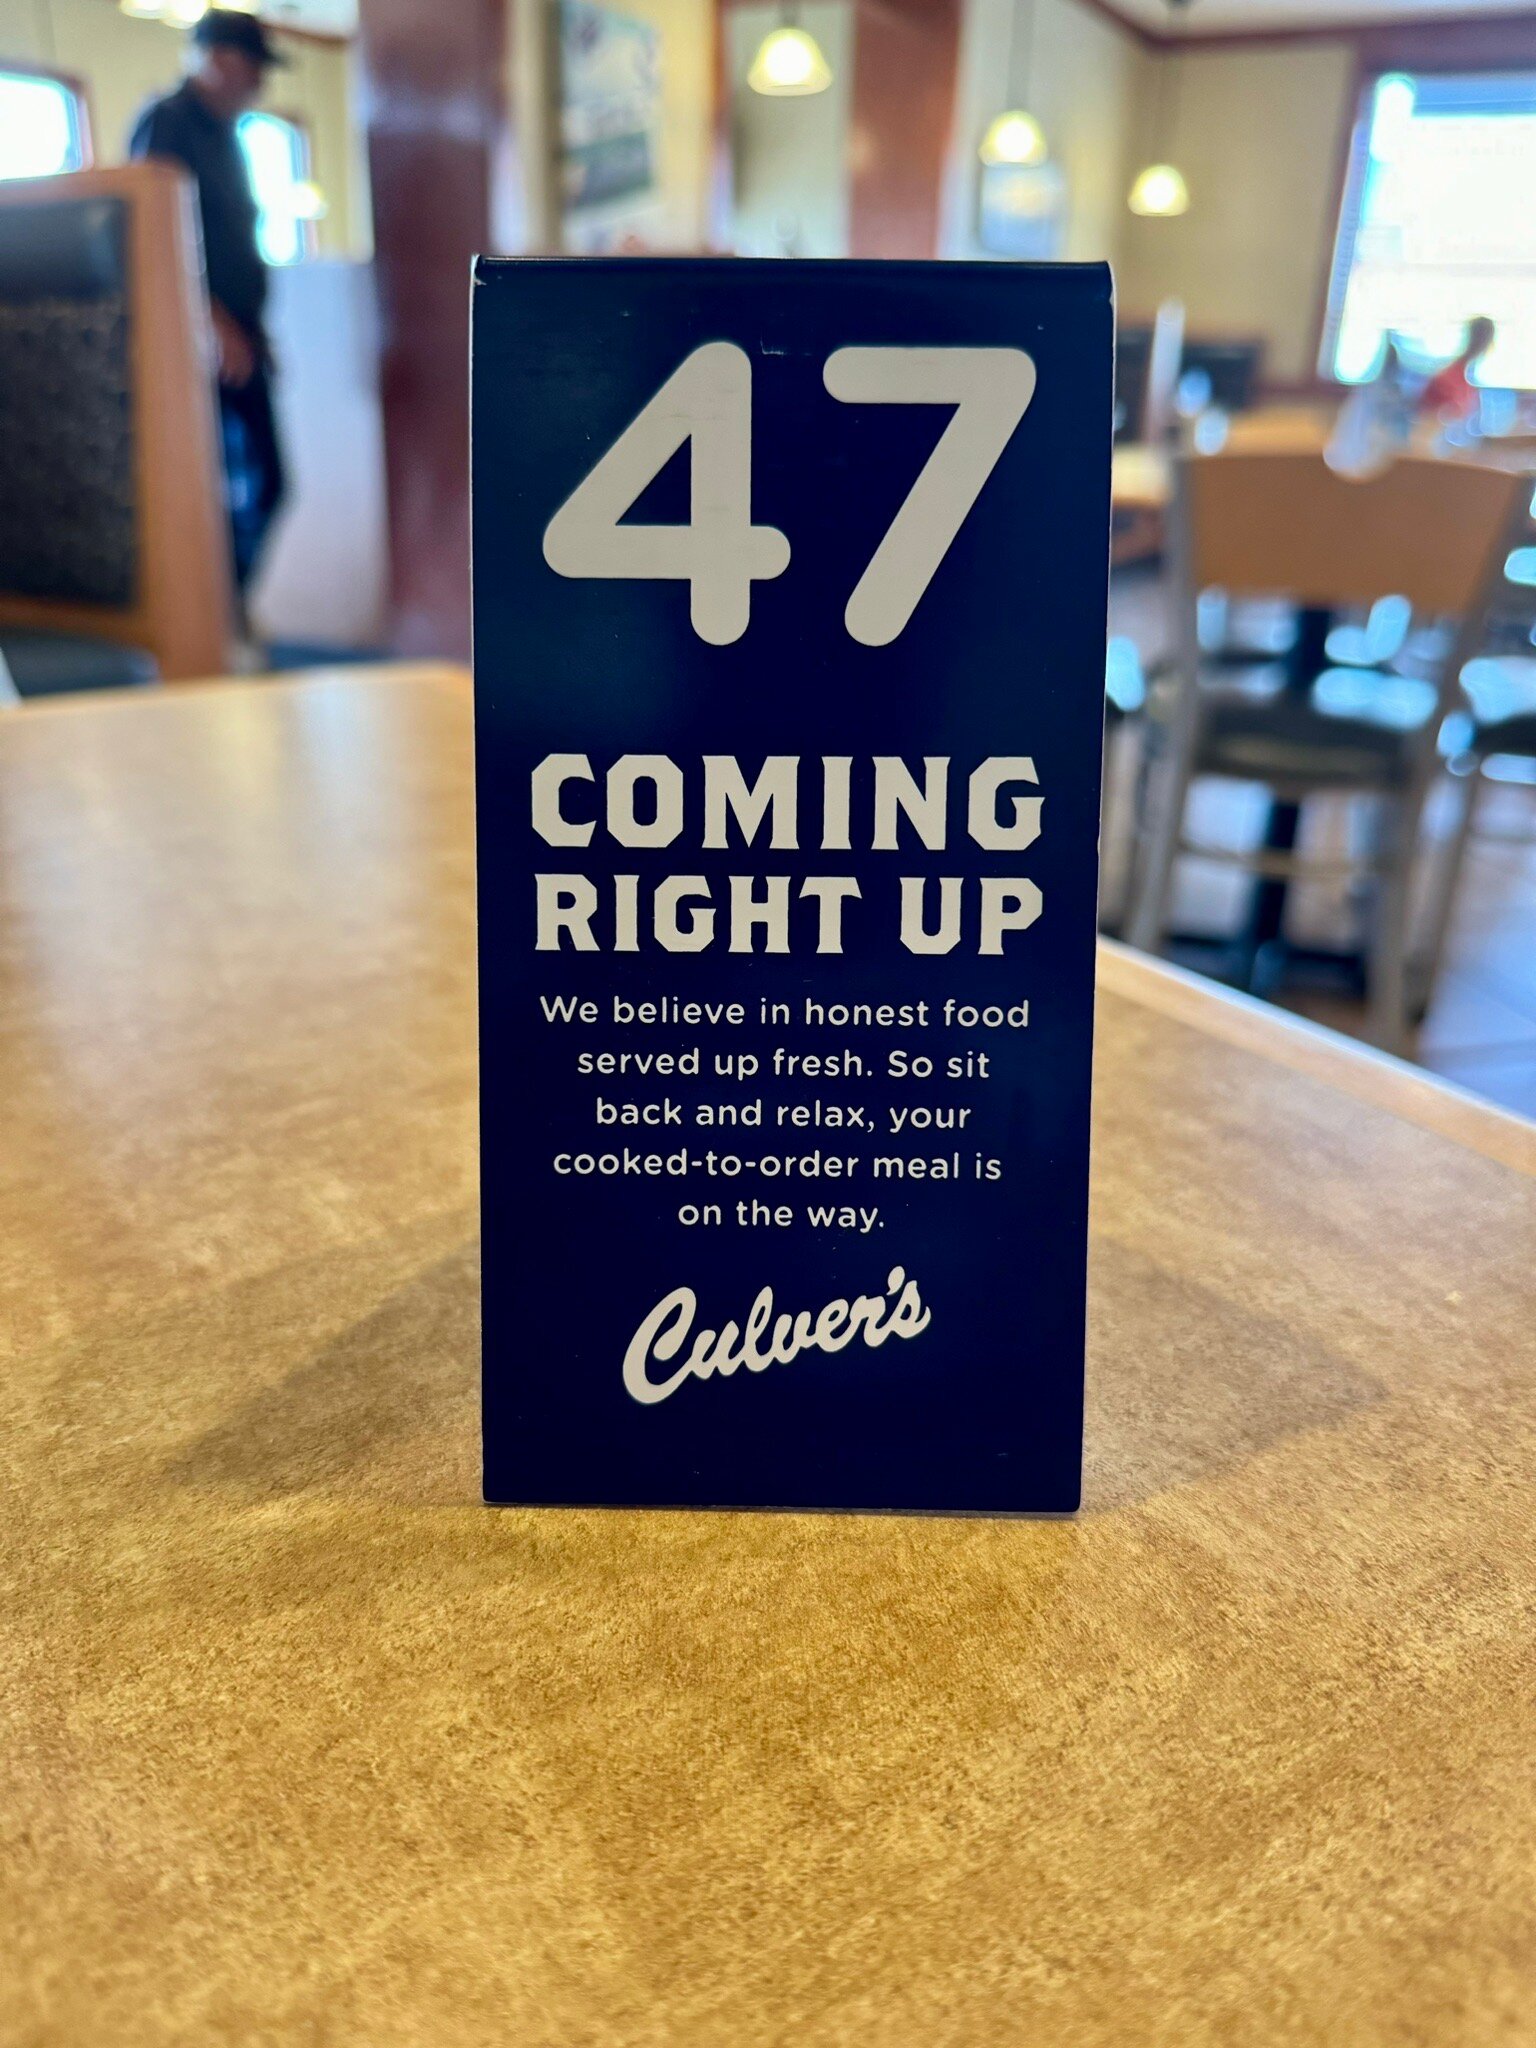 47
COMING
RIGHT UP
We believe in honest food
served up fresh. So sit
back and relax, your
cooked-to-order meal is
on the way.
Culver's